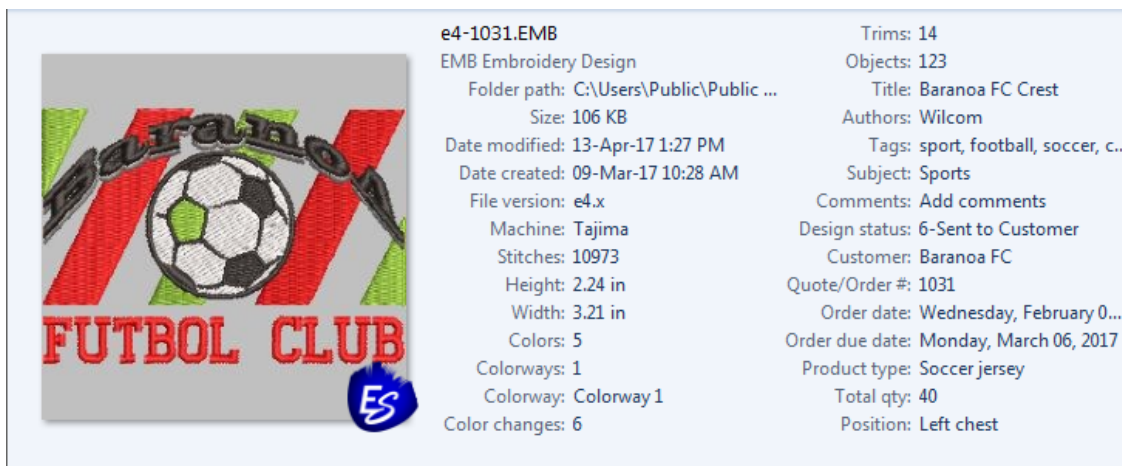 Baranoa
FUTBOL CLUB
ES
e4-1031.EMB
EMB Embroidery Design
Folder path: C:\Users\Public\Public ...
Size: 106 KB
Date modified: 13-Apr-17 1:27 PM
Date created: 09-Mar-17 10:28 AM
File version: e4.x
Machine: Tajima
Stitches: 10973
Height: 2.24 in
Width: 3.21 in
Colors: 5
Colorways: 1
Colorway: Colorway 1
Color changes: 6
Trims: 14
Objects: 123
Title: Baranoa FC Crest
Authors: Wilcom
Tags: sport, football, soccer, c...
Subject: Sports
Comments: Add comments
Design status: 6-Sent to Customer
Customer: Baranoa FC
Quote/Order #: 1031
Order date: Wednesday, February 0...
Order due date: Monday, March 06, 2017
Product type: Soccer jersey
Total qty: 40
Position: Left chest